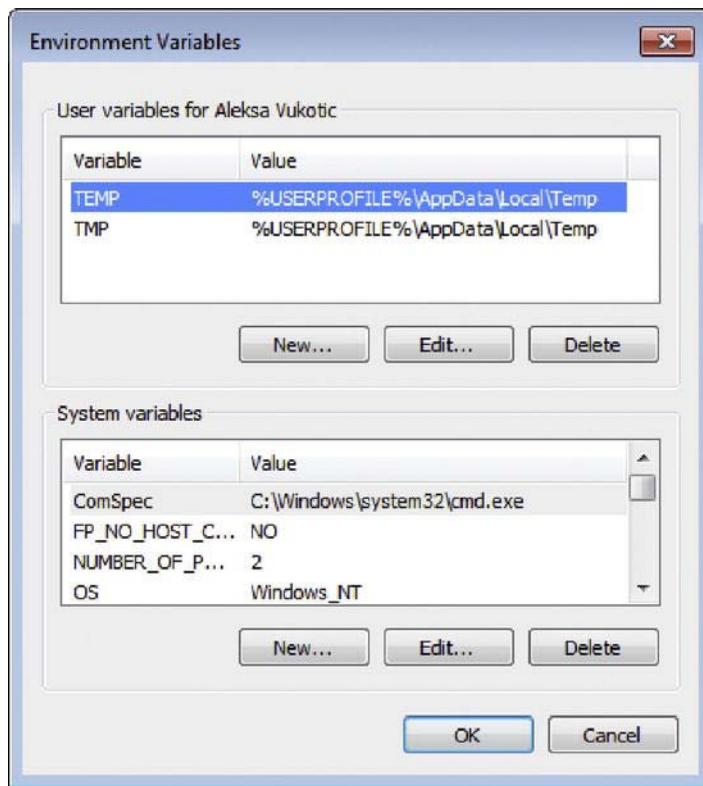 Environment Variables
User variables for Aleksa Vukotic
Variable Value
TEMP %USERPROFILE%\AppData\Local\Temp
TMP %USERPROFILE%\AppData\Local\Temp
New... Edit... Delete
System variables
Variable Value
ComSpec C:\Windows\system32\cmd.exe
FP_NO_HOST_C... NO
NUMBER_OF_P... 2
OS Windows_NT
New... Edit... Delete
OK Cancel